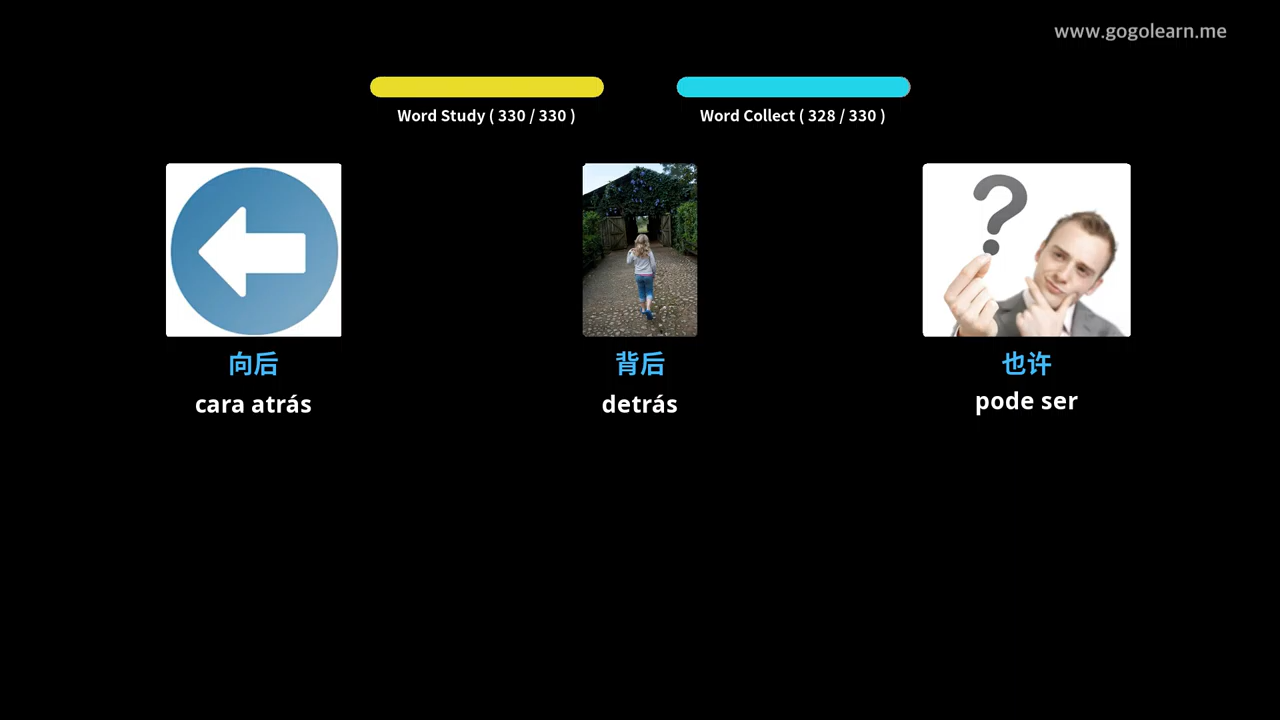 www.gogolearn.me
Word Study ( 330 / 330 )
Word Collect ( 328 / 330 )
向后
cara atrás
背后
detrás
也许
pode ser